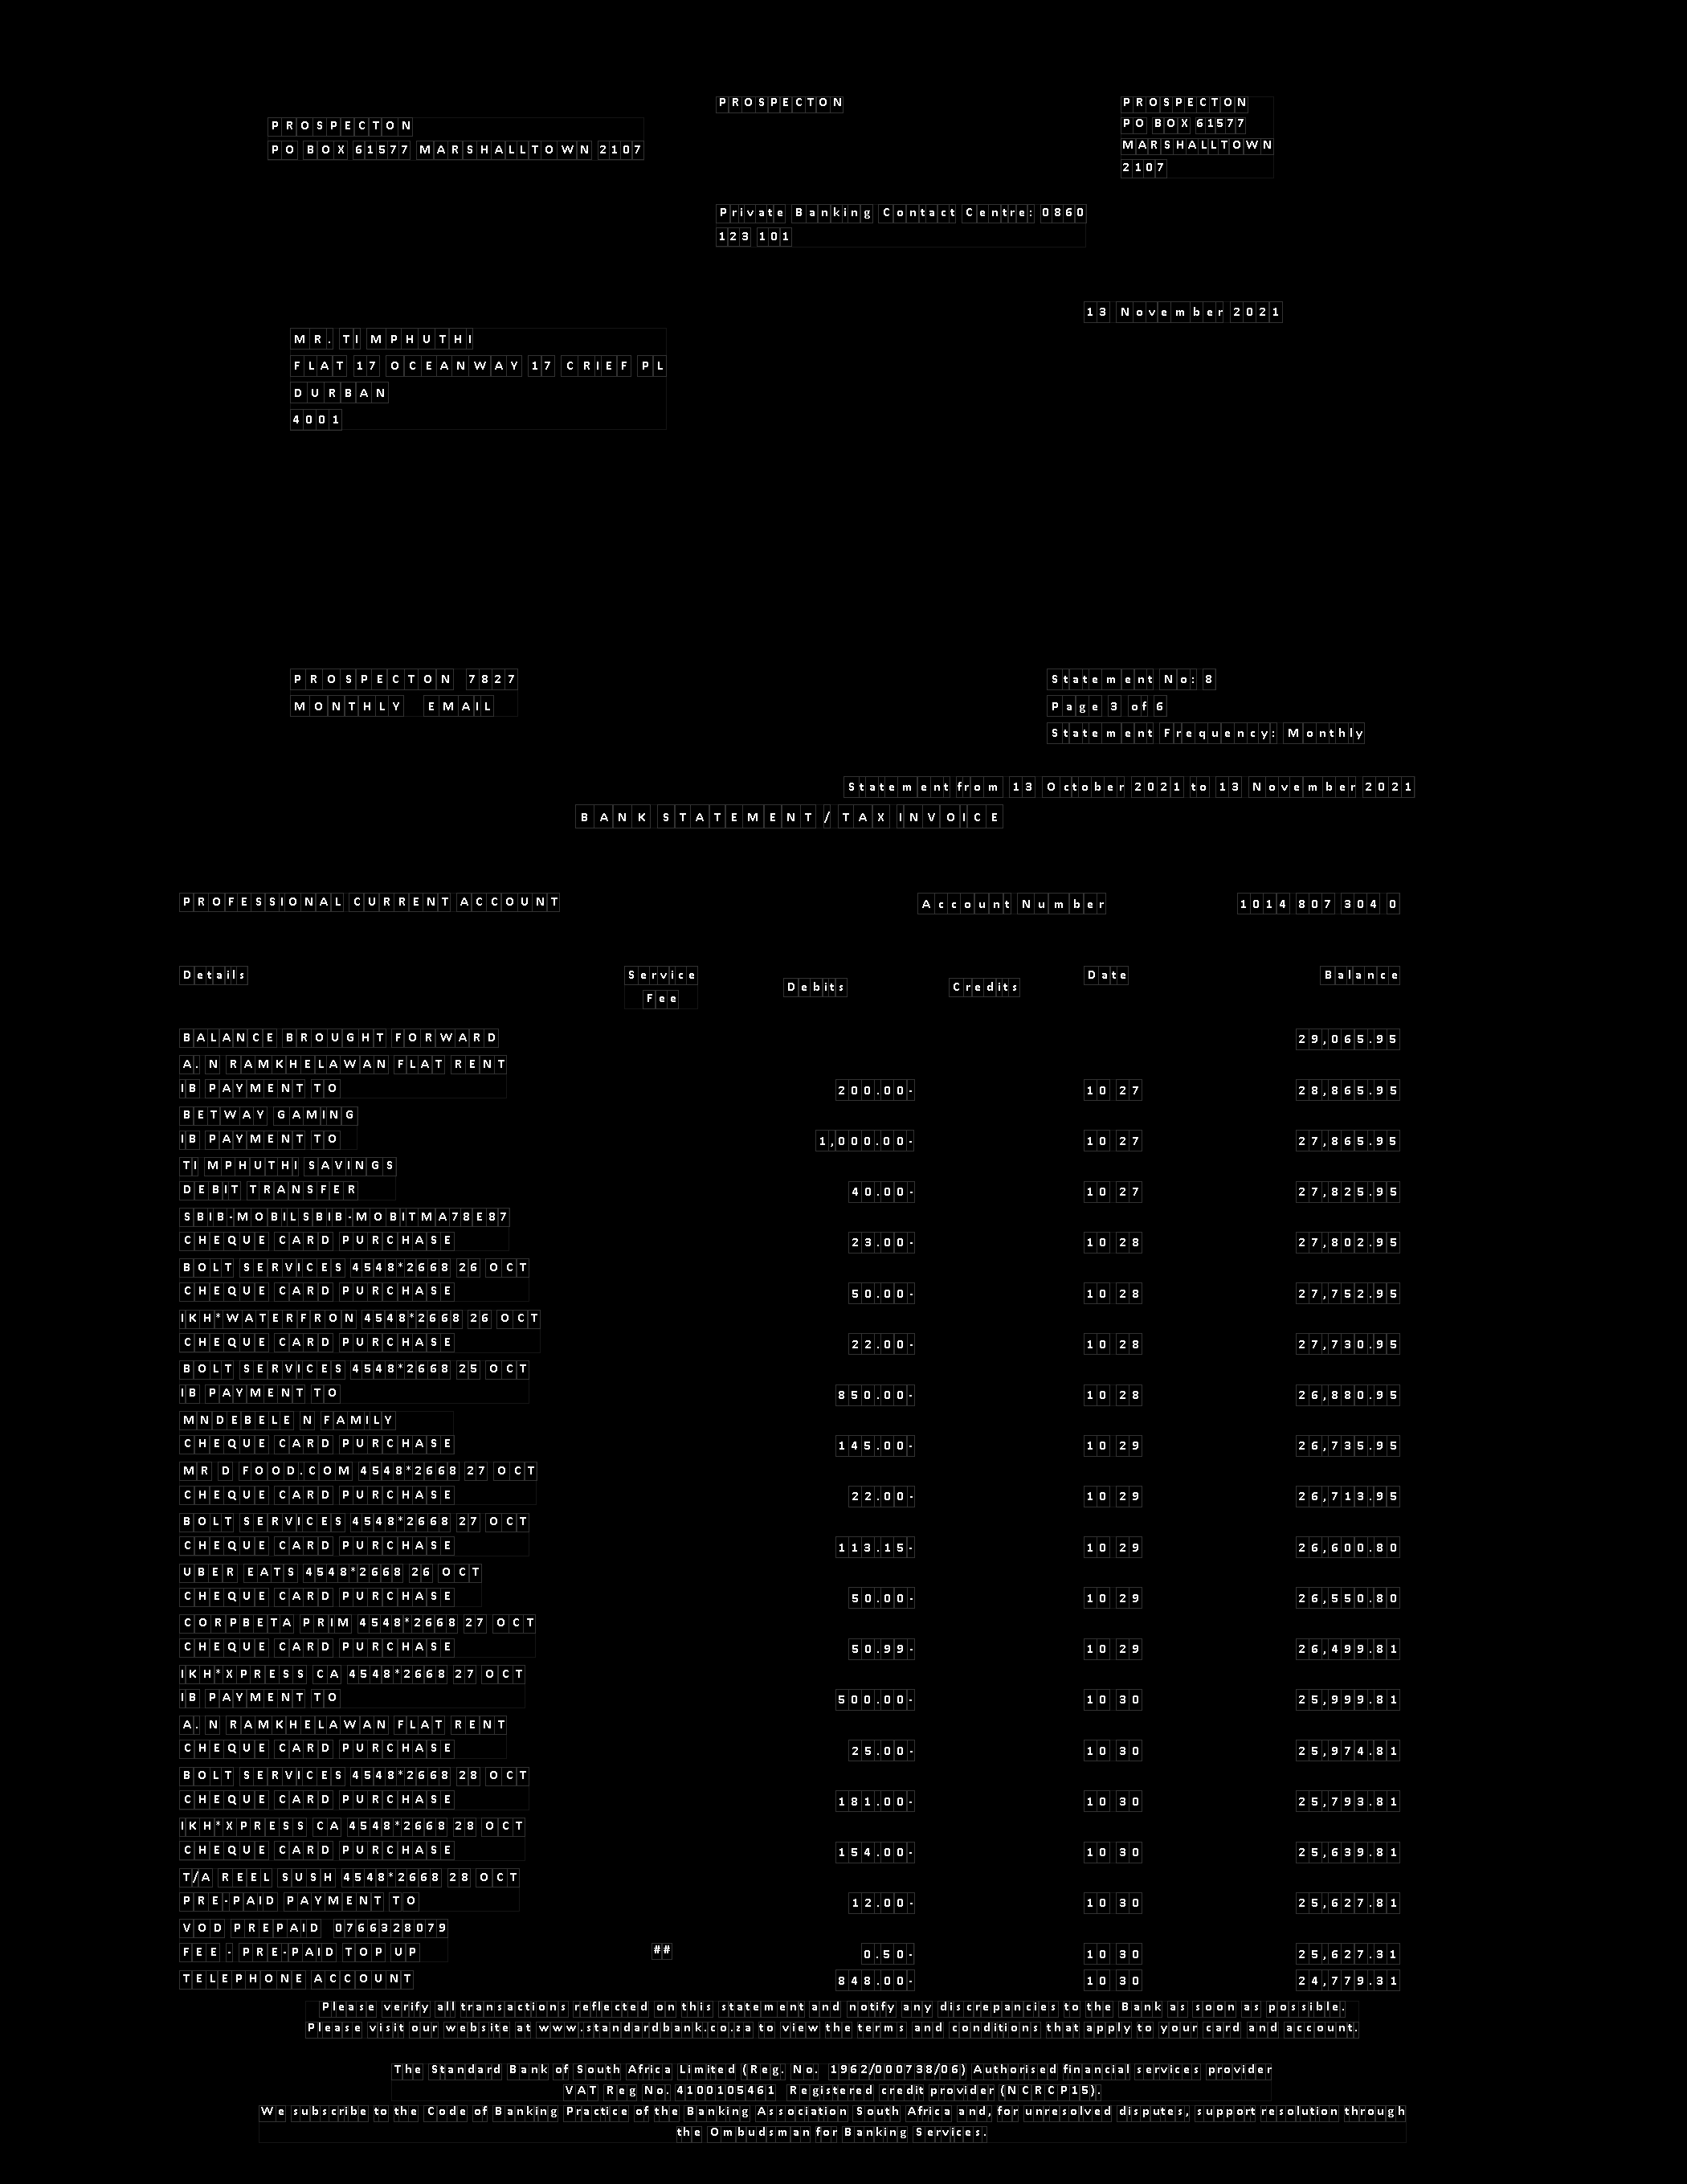 PROSPECTON
PROSPECTON
PO BOX 61577
MARSHALLTOWN
2107
PROSPECTON
PO BOX 61577 MARSHALLTOWN 2107
Private Banking Contact Centre: 0860
123 101
13 November 2021
MR. TI MPHUTHI
FLAT 17 OCEANWAY 17 CRIEF PL
DURBAN
4001
PROSPECTON 7827
MONTHLY EMAIL
Statement No: 8
Page 3 of 6
Statement Frequency: Monthly
Statement from 13 October 2021 to 13 November 2021
BANK STATEMENT / TAX INVOICE
PROFESSIONAL CURRENT ACCOUNT Account Number 1014 807 304 0
Details Service Fee Debits Credits Date Balance
BALANCE BROUGHT FORWARD 29,065.95
A. N RAMKHELAWAN FLAT RENT
IB PAYMENT TO 200.00- 10 27 28,865.95
BETWAY GAMING
IB PAYMENT TO 1,000.00- 10 27 27,865.95
TI MPHUTHI SAVINGS
DEBIT TRANSFER 40.00- 10 27 27,825.95
SBIB-MOBILSBIB-MOBITMA78E87
CHEQUE CARD PURCHASE 23.00- 10 28 27,802.95
BOLT SERVICES 4548*2668 26 OCT
CHEQUE CARD PURCHASE 50.00- 10 28 27,752.95
IKH*WATERFRON 4548*2668 26 OCT
CHEQUE CARD PURCHASE 22.00- 10 28 27,730.95
BOLT SERVICES 4548*2668 25 OCT
IB PAYMENT TO 850.00- 10 28 26,880.95
MNDEBELE N FAMILY
CHEQUE CARD PURCHASE 145.00- 10 29 26,735.95
MR D FOOD.COM 4548*2668 27 OCT
CHEQUE CARD PURCHASE 22.00- 10 29 26,713.95
BOLT SERVICES 4548*2668 27 OCT
CHEQUE CARD PURCHASE 113.15- 10 29 26,600.80
UBER EATS 4548*2668 26 OCT
CHEQUE CARD PURCHASE 50.00- 10 29 26,550.80
CORPBETA PRIM 4548*2668 27 OCT
CHEQUE CARD PURCHASE 50.99- 10 29 26,499.81
IKH*XPRESS CA 4548*2668 27 OCT
IB PAYMENT TO 500.00- 10 30 25,999.81
A. N RAMKHELAWAN FLAT RENT
CHEQUE CARD PURCHASE 25.00- 10 30 25,974.81
BOLT SERVICES 4548*2668 28 OCT
CHEQUE CARD PURCHASE 181.00- 10 30 25,793.81
IKH*XPRESS CA 4548*2668 28 OCT
CHEQUE CARD PURCHASE 154.00- 10 30 25,639.81
T/A REEL SUSH 4548*2668 28 OCT
PRE-PAID PAYMENT TO 12.00- 10 30 25,627.81
VOD PREPAID 0766328079
FEE - PRE-PAID TOP UP ## 0.50- 10 30 25,627.31
TELEPHONE ACCOUNT 848.00- 10 30 24,779.31
Please verify all transactions reflected on this statement and notify any discrepancies to the Bank as soon as possible.
Please visit our website at www.standardbank.co.za to view the terms and conditions that apply to your card and account.
The Standard Bank of South Africa Limited (Reg. No. 1962/000738/06) Authorised financial services provider
VAT Reg No. 4100105461 Registered credit provider (NCRCP15).
We subscribe to the Code of Banking Practice of the Banking Association South Africa and, for unresolved disputes, support resolution through
the Ombudsman for Banking Services.